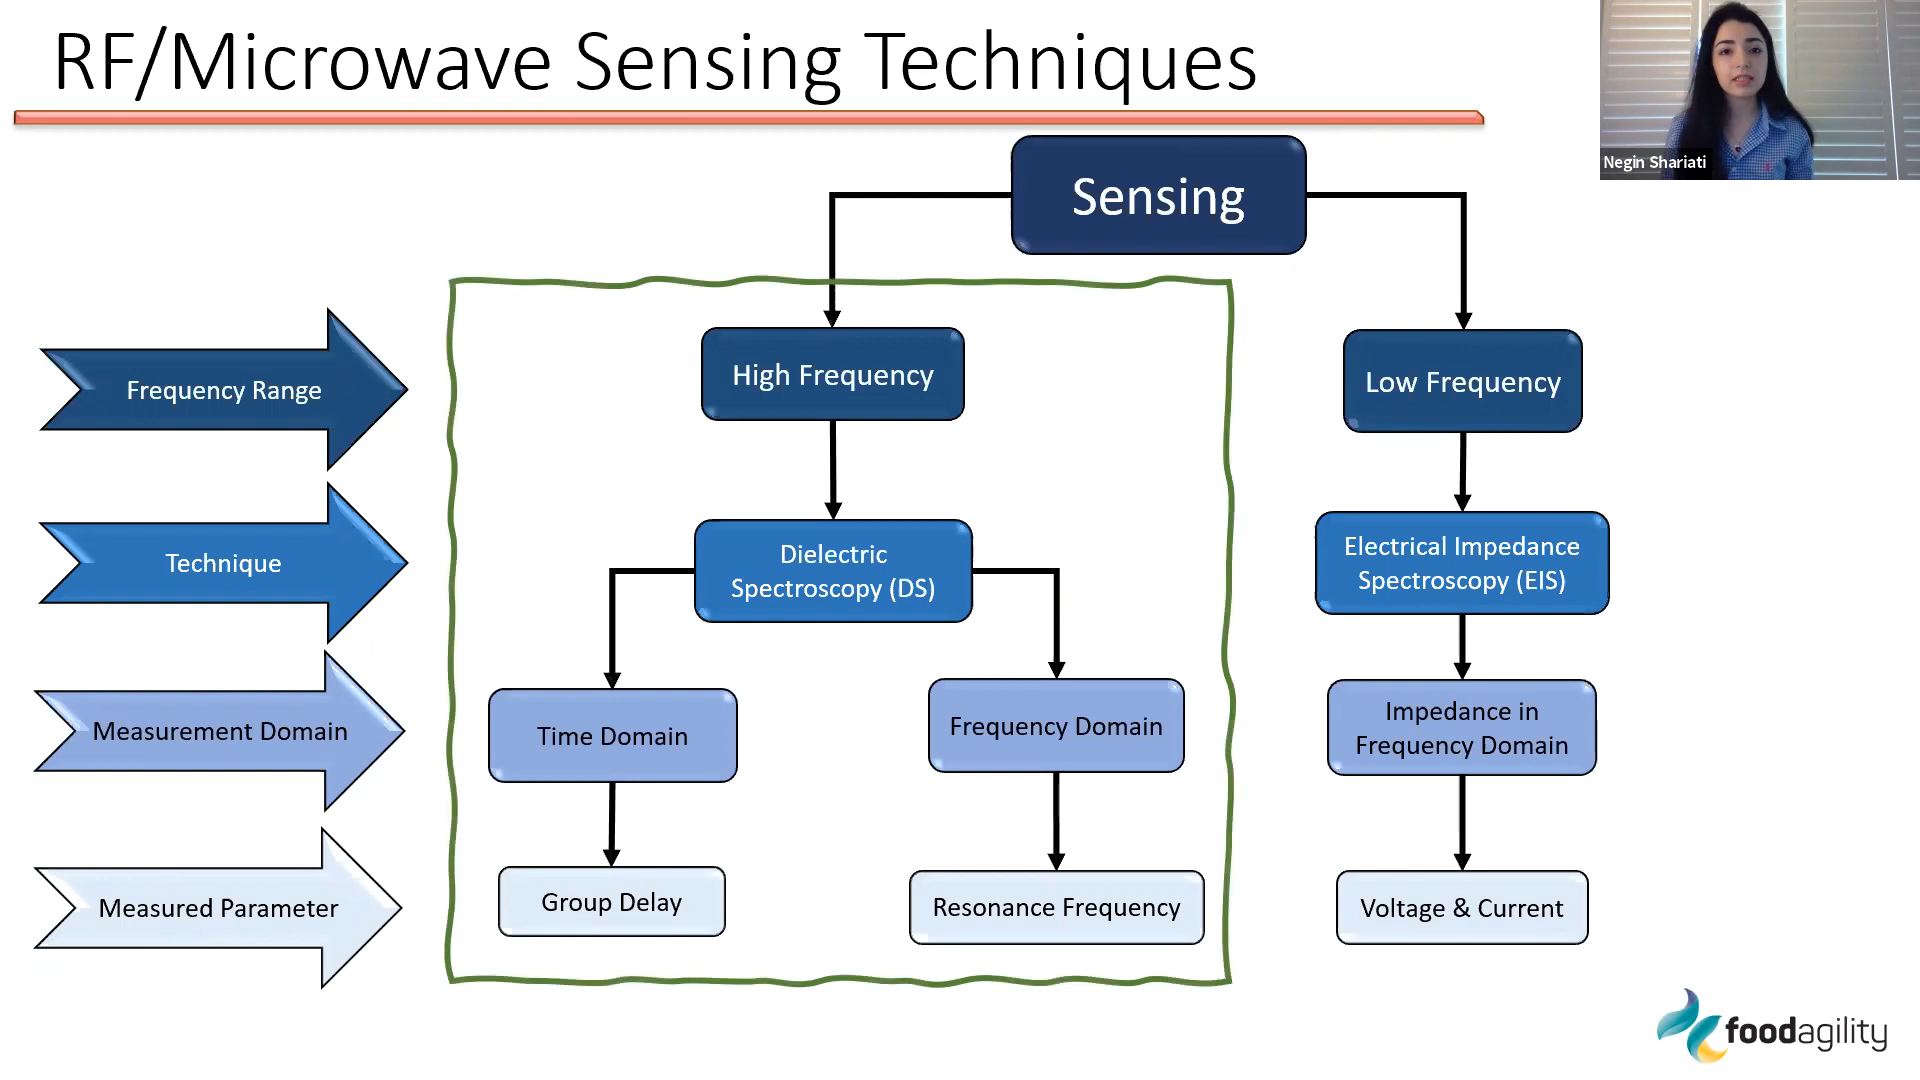 RF/Microwave Sensing Techniques
Negin Shariati
Sensing
Frequency Range
High Frequency
Low Frequency
Technique
Dielectric
Spectroscopy (DS)
Electrical Impedance
Spectroscopy (EIS)
Measurement Domain
Time Domain
Frequency Domain
Impedance in
Frequency Domain
Measured Parameter
Group Delay
Resonance Frequency
Voltage & Current
foodagility